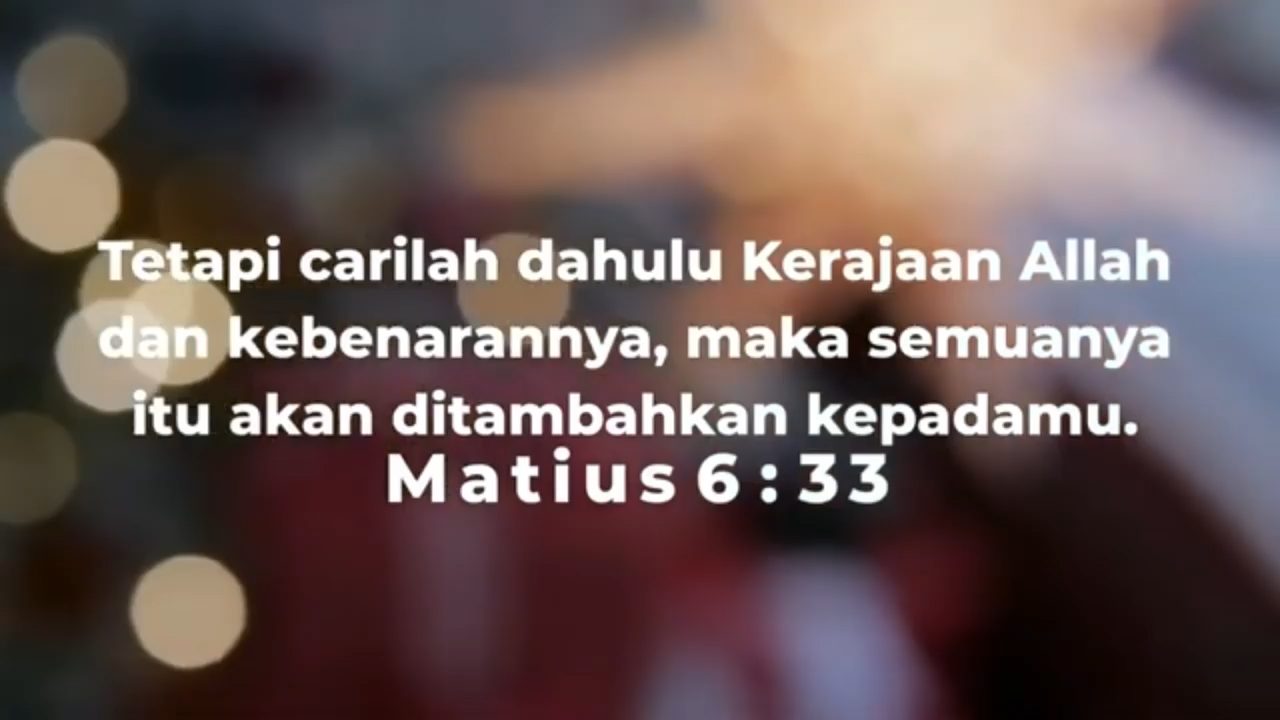 Tetapi carilah dahulu Kerajaan Allah
dan kebenarannya, maka semuanya
itu akan ditambahkan kepadamu.
Matius 6:33